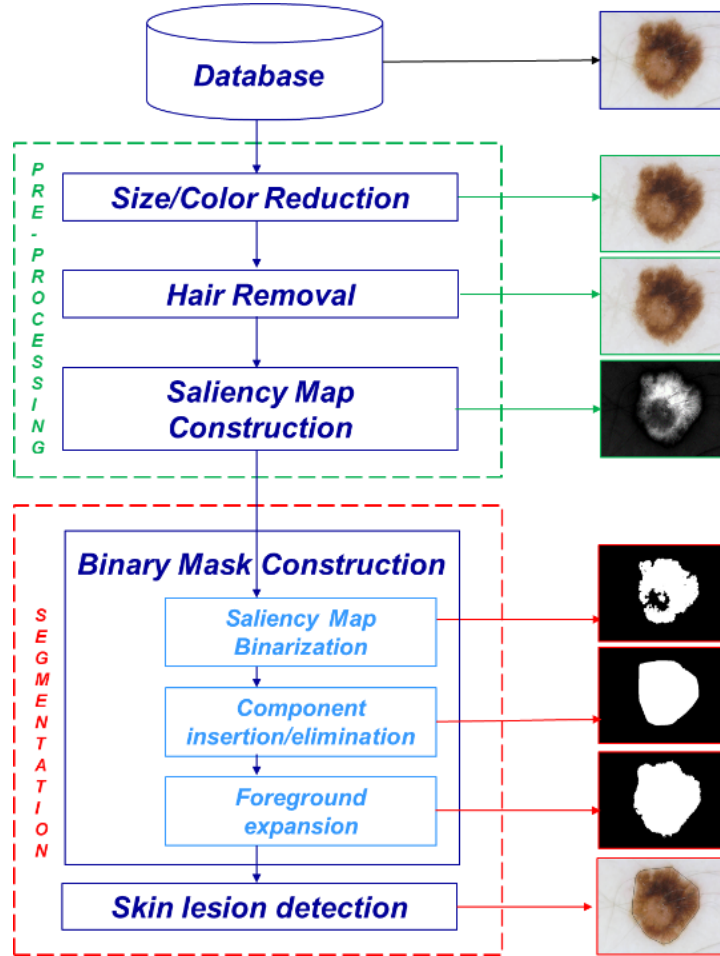 Database
PRE-PROCESSING
Size/Color Reduction
Hair Removal
Saliency Map
Construction
SEGMENTATION
Binary Mask Construction
Saliency Map
Binarization
Component
insertion/elimination
Foreground
expansion
Skin lesion detection